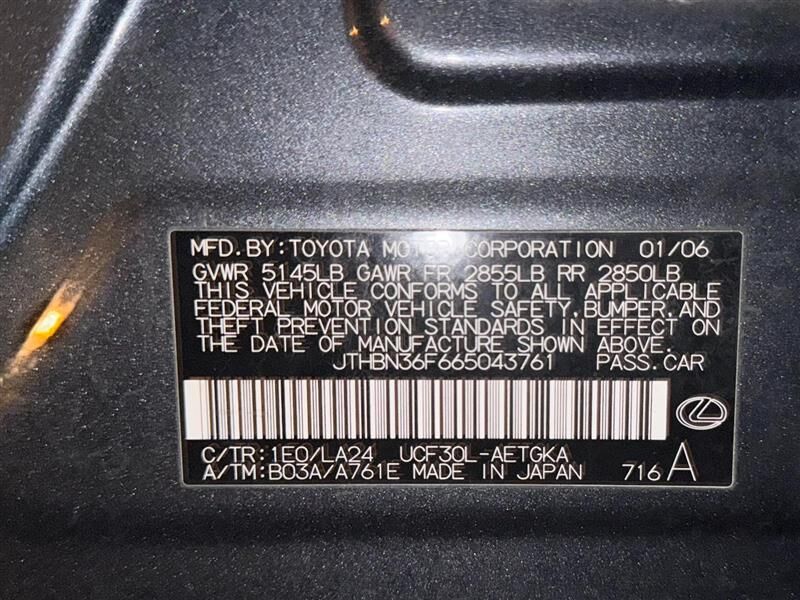 MFD.BY:TOYOTA MOTOR CORPORATION 01/06
GVWR 5145LB GAWR FR 2855LB RR 2850LB
THIS VEHICLE CONFORMS TO ALL APPLICABLE
FEDERAL MOTOR VEHICLE SAFETY,BUMPER,AND
THEFT PREVENTION STANDARDS IN EFFECT ON
THE DATE OF MANUFACTURE SHOWN ABOVE.
JTHBN36F665043761 PASS.CAR
C/TR:1E0/LA24 UCF30L-AETGKA
A/TM:B03A/A761E MADE IN JAPAN 716 A